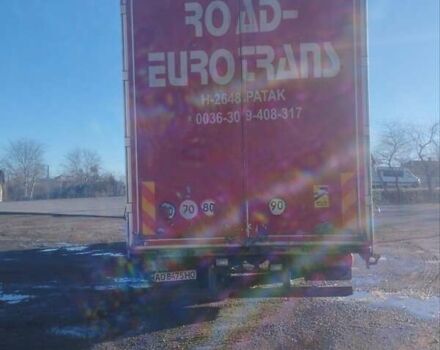 ROAD-
EUROTRANS
H-2648 PATAK
0036-30/9-408-317
70 80 90